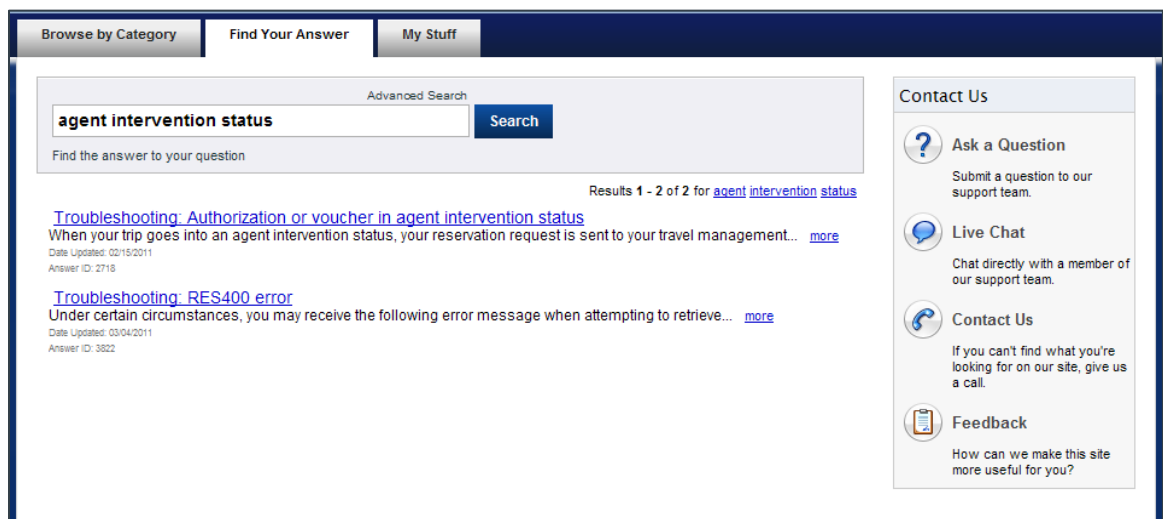 Browse by Category
Find Your Answer
My Stuff
Advanced Search
agent intervention status
Search
Find the answer to your question
Results 1 - 2 of 2 for agent intervention status
Troubleshooting: Authorization or voucher in agent intervention status
When your trip goes into an agent intervention status, your reservation request is sent to your travel management... more
Date Updated: 02/15/2011
Answer ID: 2718
Troubleshooting: RES400 error
Under certain circumstances, you may receive the following error message when attempting to retrieve... more
Date Updated: 03/04/2011
Answer ID: 3822
Contact Us
Ask a Question
Submit a question to our
support team.
Live Chat
Chat directly with a member of
our support team.
Contact Us
If you can't find what you're
looking for on our site, give us
a call.
Feedback
How can we make this site
more useful for you?